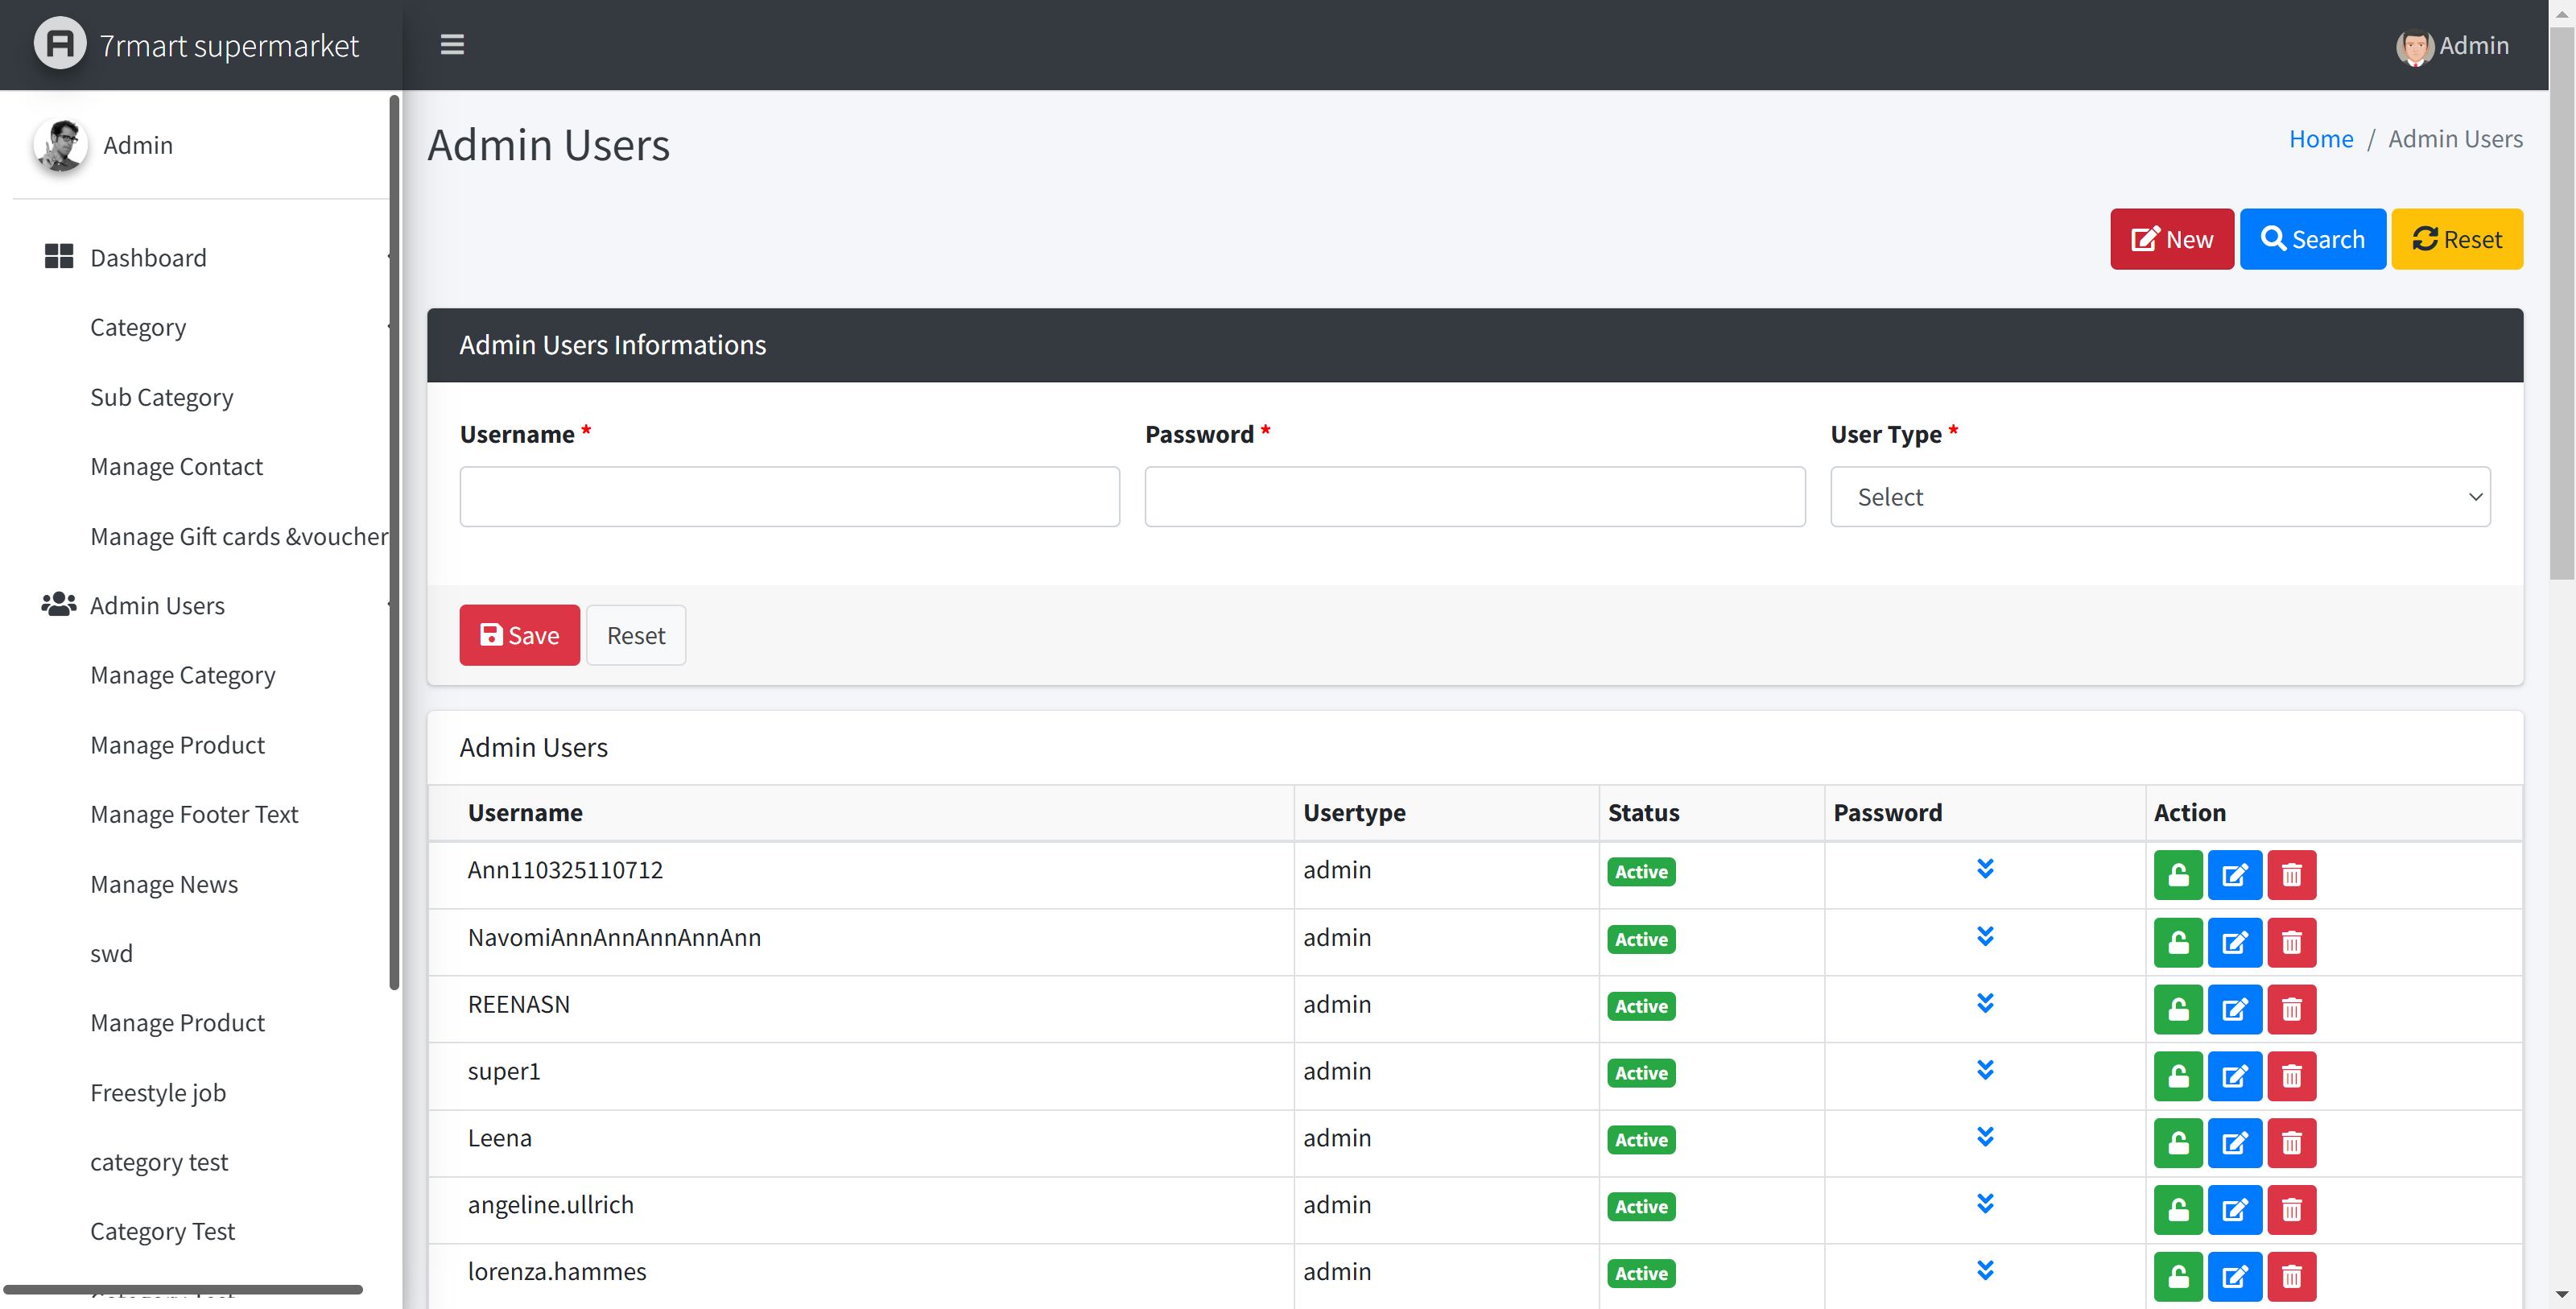 7rmart supermarket
Admin
Admin
Dashboard
Category
Sub Category
Manage Contact
Manage Gift cards &voucher
Admin Users
Manage Category
Manage Product
Manage Footer Text
Manage News
swd
Manage Product
Freestyle job
category test
Category Test
Admin Users
Home / Admin Users
New
Search
Reset
Admin Users Informations
Username *
Password *
User Type *
Select
Save
Reset
Admin Users
Username Usertype Status Password Action
Ann110325110712 admin Active
NavomiAnnAnnAnnAnnAnn admin Active
REENASN admin Active
super1 admin Active
Leena admin Active
angeline.ullrich admin Active
lorenza.hammes admin Active